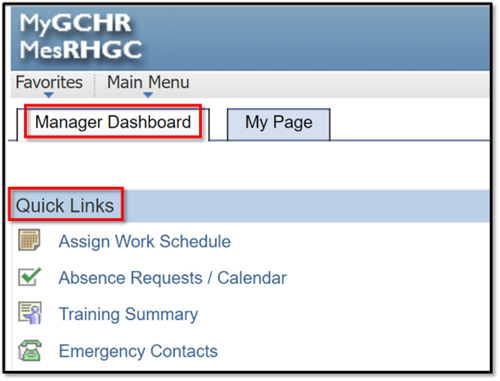 MyGCHR
MesRHGC
Favorites Main Menu
Manager Dashboard My Page
Quick Links
Assign Work Schedule
Absence Requests / Calendar
Training Summary
Emergency Contacts